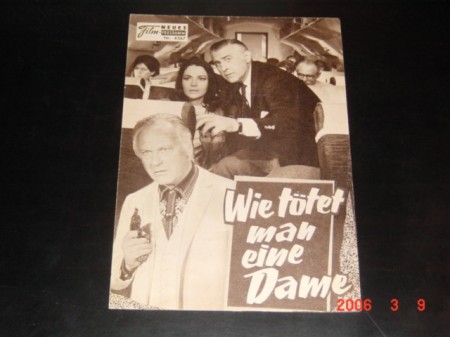 Film
NEUES
PROGRAMM
Wie tötet
man
eine
Dame
2006 3 9